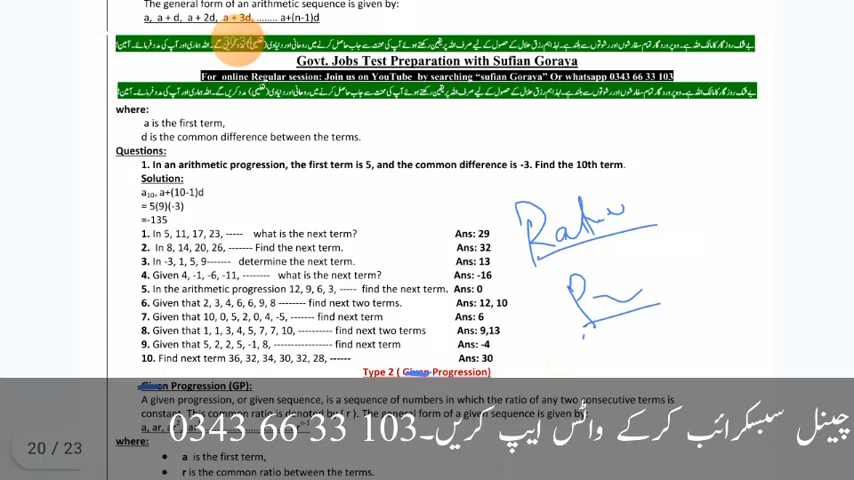 The general form of an arithmetic sequence is given by:
a, a + d, a + 2d, a + 3d, ........ a+(n-1)d
Govt. Jobs Test Preparation with Sufian Goraya
For online Regular session: Join us on YouTube by searching "sufian Goraya" Or whatsapp 0343 66 33 103
where:
a is the first term,
d is the common difference between the terms.
Questions:
1. In an arithmetic progression, the first term is 5, and the common difference is -3. Find the 10th term.
Solution:
a10= a+(10-1)d
= 5(9)(-3)
=-135
1. In 5, 11, 17, 23, ----- what is the next term? Ans: 29
2. In 8, 14, 20, 26, ------- Find the next term. Ans: 32
3. In -3, 1, 5, 9------- determine the next term. Ans: 13
4. Given 4, -1, -6, -11, -------- what is the next term? Ans: -16
5. In the arithmetic progression 12, 9, 6, 3, ----- find the next term. Ans: 0
6. Given that 2, 3, 4, 6, 6, 9, 8 -------- find next two terms. Ans: 12, 10
7. Given that 10, 0, 5, 2, 0, 4, -5, ------- find next term Ans: 6
8. Given that 1, 1, 3, 4, 5, 7, 7, 10, ---------- find next two terms Ans: 9,13
9. Given that 5, 2, 2, 5, -1, 8, ----------------- find next term Ans: -4
10. Find next term 36, 32, 34, 30, 32, 28, ------ Ans: 30
Type 2 ( Given Progression)
Given Progression (GP):
A given progression, or given sequence, is a sequence of numbers in which the ratio of any two consecutive terms is
constant. This common ratio is denoted by ( r ). The general form of a given sequence is given by:
چینل سبسکرائب کرکے واٹس ایپ کریں۔103 33 66 0343
where:
a is the first term,
r is the common ratio between the terms.
20 / 23